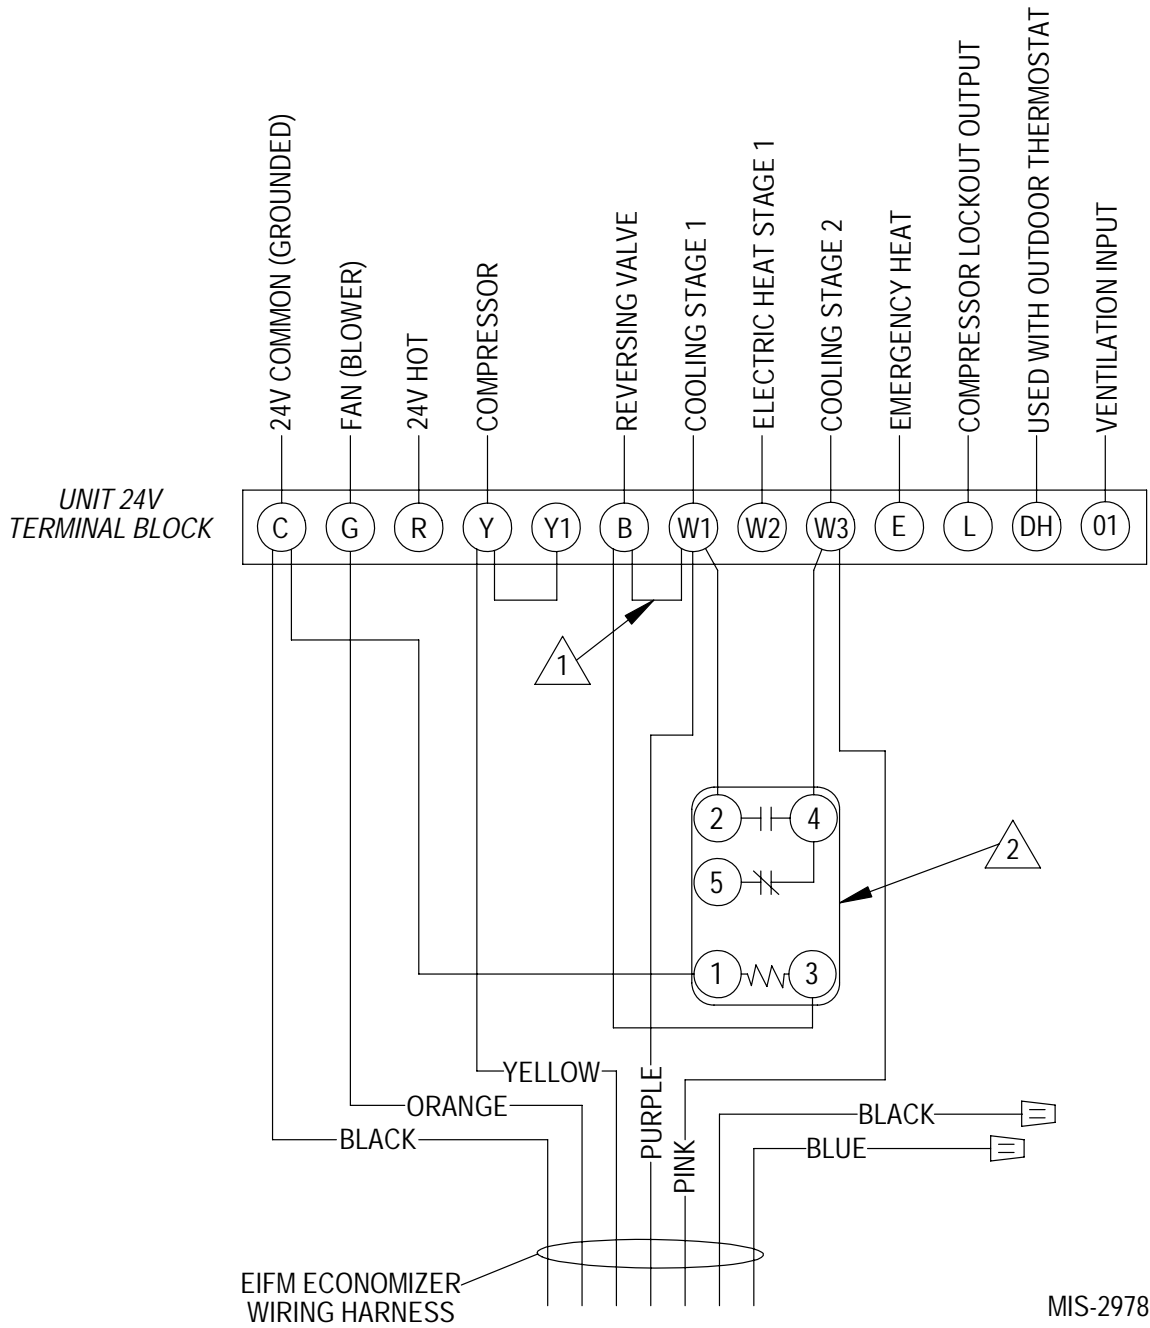 24V COMMON (GROUNDED)
FAN (BLOWER)
24V HOT
COMPRESSOR
REVERSING VALVE
COOLING STAGE 1
ELECTRIC HEAT STAGE 1
COOLING STAGE 2
EMERGENCY HEAT
COMPRESSOR LOCKOUT OUTPUT
USED WITH OUTDOOR THERMOSTAT
VENTILATION INPUT
UNIT 24V
TERMINAL BLOCK
C G R Y Y1 B W1 W2 W3 E L DH 01
1
2 4
2
5
1 3
YELLOW
ORANGE
BLACK
PURPLE
PINK
BLACK
BLUE
EIFM ECONOMIZER
WIRING HARNESS
MIS-2978